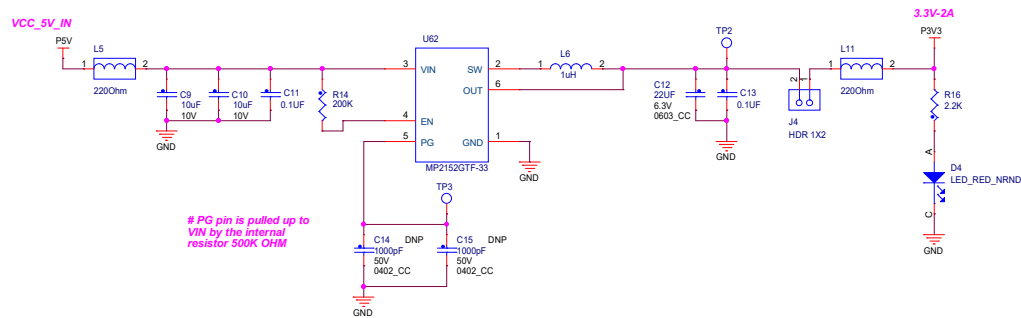 VCC_5V_IN
3.3V-2A
P5V
P3V3
TP2
U62
L5
L6
L11
1 2
1 2
1 2
220Ohm
1uH
220Ohm
3 VIN SW 2
OUT 6
C9
10uF
10V
C10
10uF
10V
C11
0.1UF
R14
200K
C12
22UF
6.3V
0603_CC
C13
0.1UF
2 1
J4
HDR 1X2
R16
2.2K
4 EN
5 PG GND 1
GND
MP2152GTF-33
GND
GND
A
D4
LED_RED_NRND
C
GND
TP3
# PG pin is pulled up to
VIN by the internal
resistor 500K OHM
C14 DNP
1000pF
50V
0402_CC
C15 DNP
1000pF
50V
0402_CC
GND